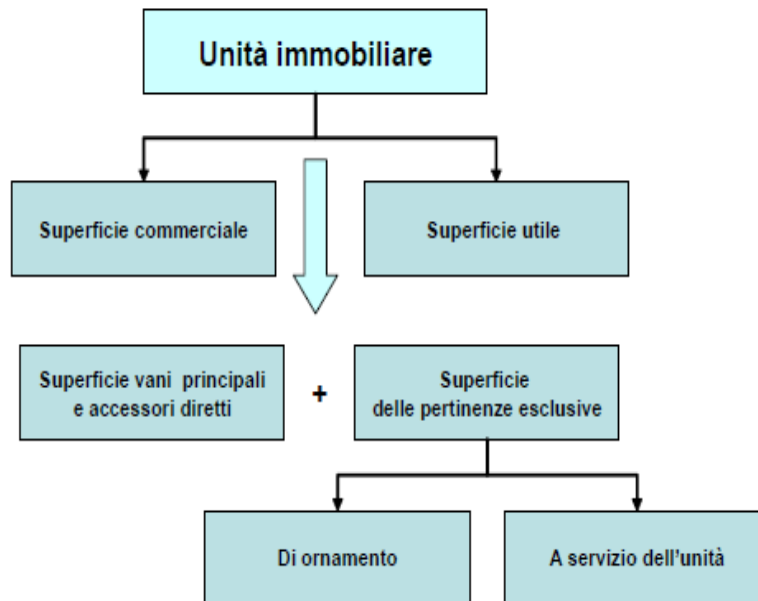 Unità immobiliare
Superficie commerciale
Superficie utile
Superficie vani principali
e accessori diretti
+
Superficie
delle pertinenze esclusive
Di ornamento
A servizio dell'unità